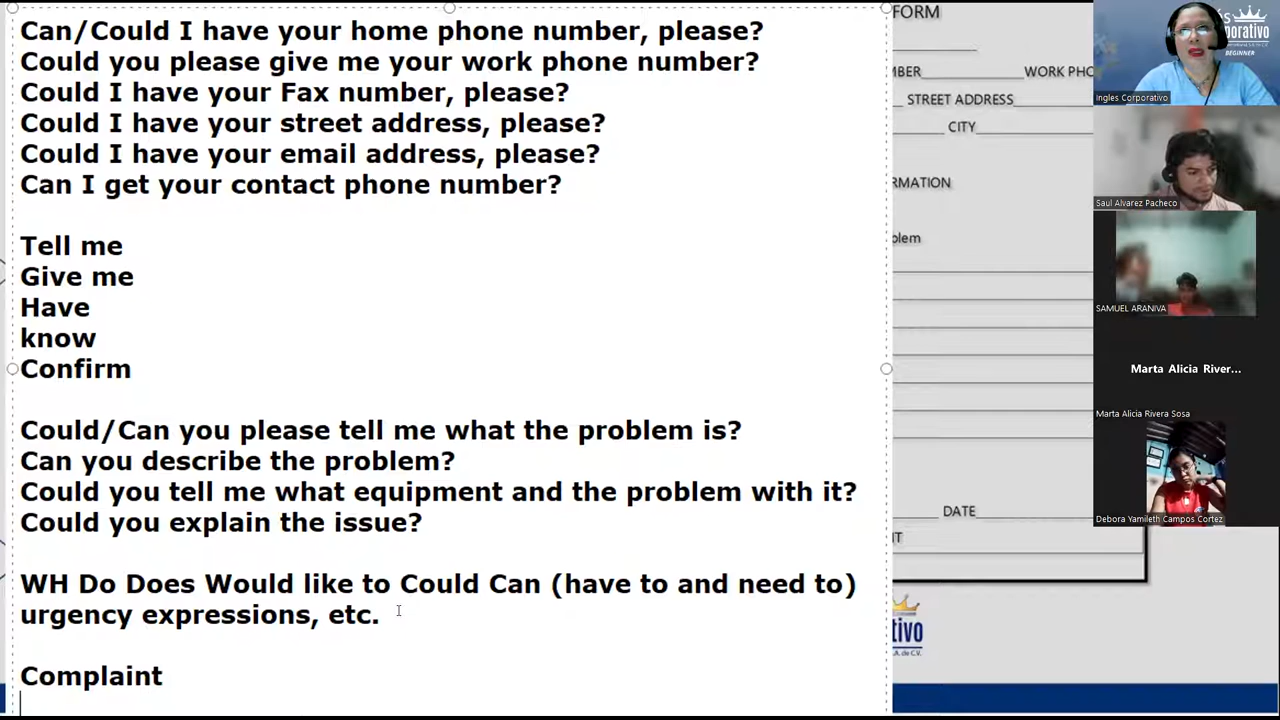 Can/Could I have your home phone number, please?
Could you please give me your work phone number?
Could I have your Fax number, please?
Could I have your street address, please?
Could I have your email address, please?
Can I get your contact phone number?
Tell me
Give me
Have
know
Confirm
Could/Can you please tell me what the problem is?
Can you describe the problem?
Could you tell me what equipment and the problem with it?
Could you explain the issue?
WH Do Does Would like to Could Can (have to and need to)
urgency expressions, etc.
Complaint
FORM
WORK PHO
STREET ADDRESS
CITY
DATE
BEGINNER
Ingles Corporativo
Saul Alvarez Pacheco
SAMUEL ARANIVA
Marta Alicia River...
Marta Alicia Rivera Sosa
Debora Yamileth Campos Cortez